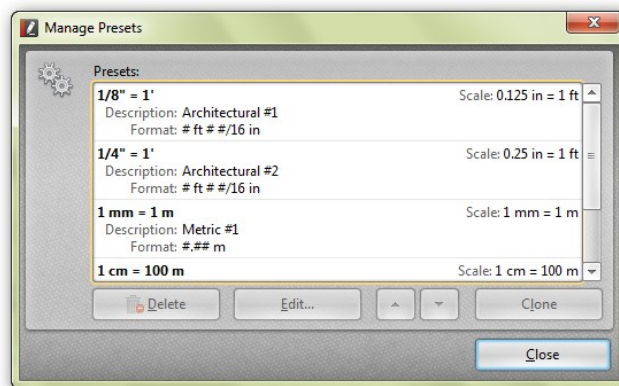 Manage Presets
Presets:
1/8" = 1' Scale: 0.125 in = 1 ft
Description: Architectural #1
Format: # ft # ##/16 in
1/4" = 1' Scale: 0.25 in = 1 ft
Description: Architectural #2
Format: # ft # ##/16 in
1 mm = 1 m Scale: 1 mm = 1 m
Description: Metric #1
Format: #.## m
1 cm = 100 m Scale: 1 cm = 100 m
Delete Edit... Clone
Close